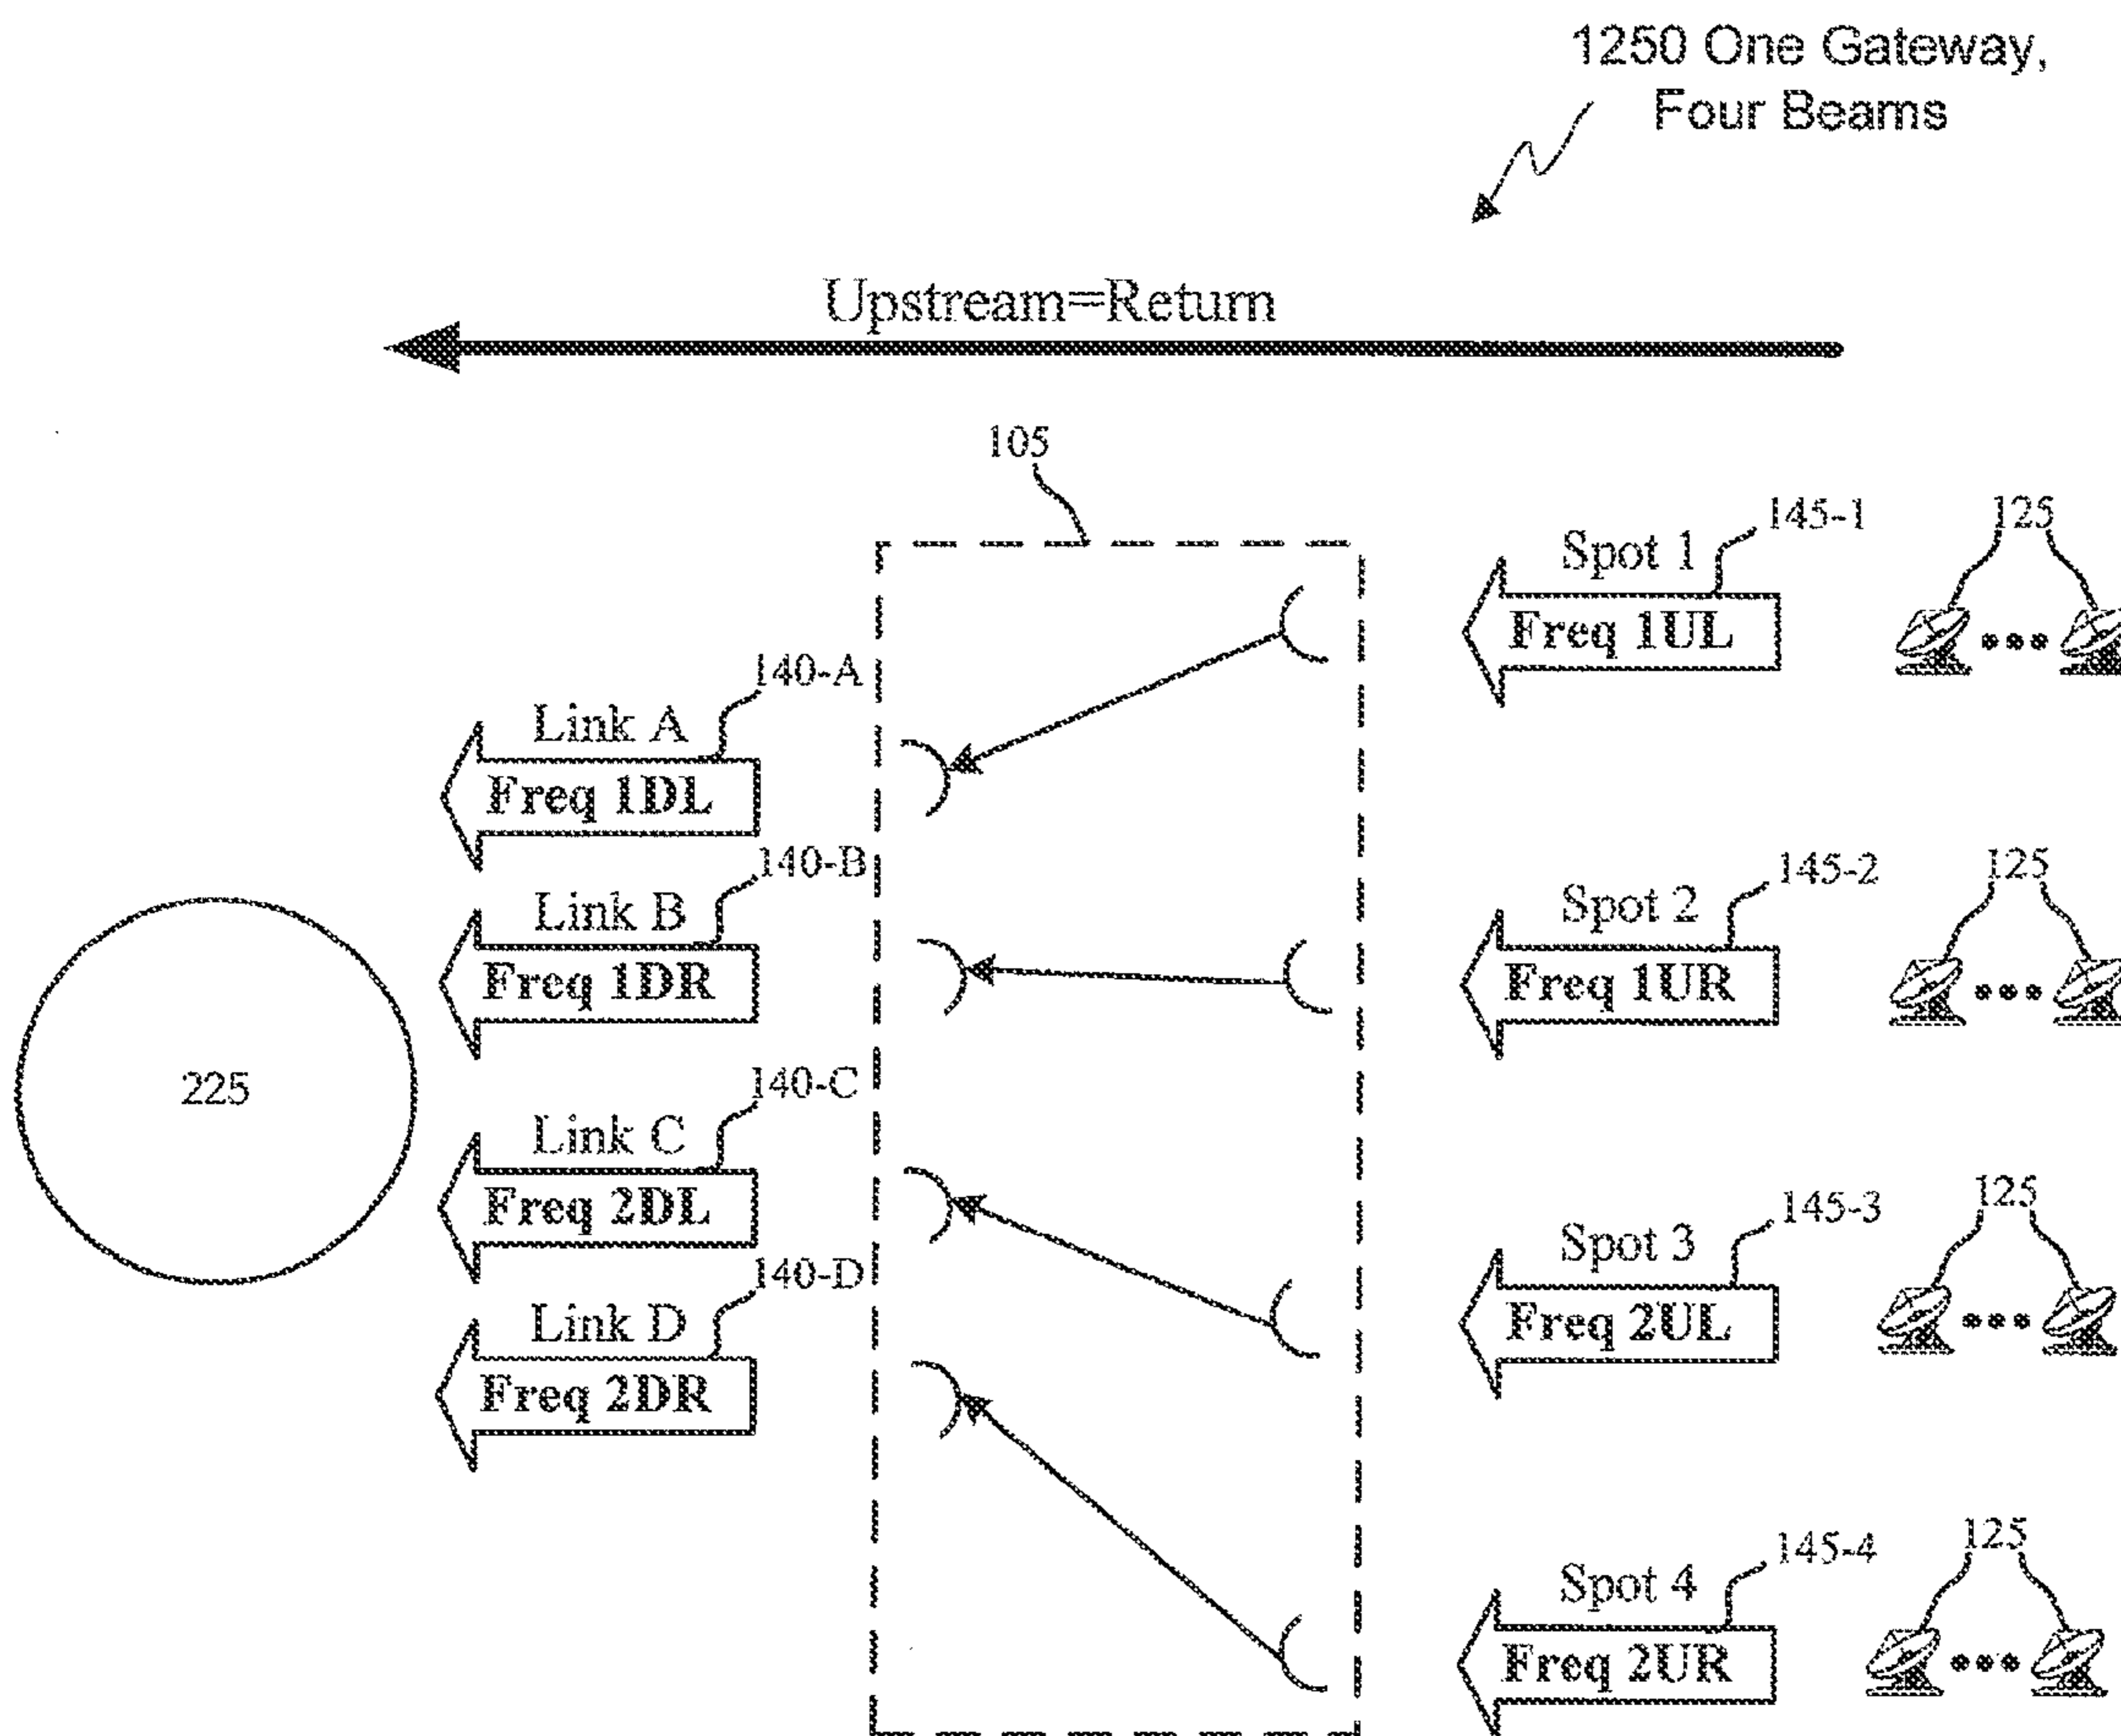 1250 One Gateway,
Four Beams
Upstream=Return
105
145-1
125
Spot 1
Freq 1UL
140-A
Link A
Freq 1DL
140-B
145-2
125
Link B
Spot 2
Freq 1DR
Freq 1UR
225
140-C
Link C
Freq 2DL
145-3
125
Spot 3
Freq 2UL
140-D
Link D
Freq 2DR
145-4
125
Spot 4
Freq 2UR